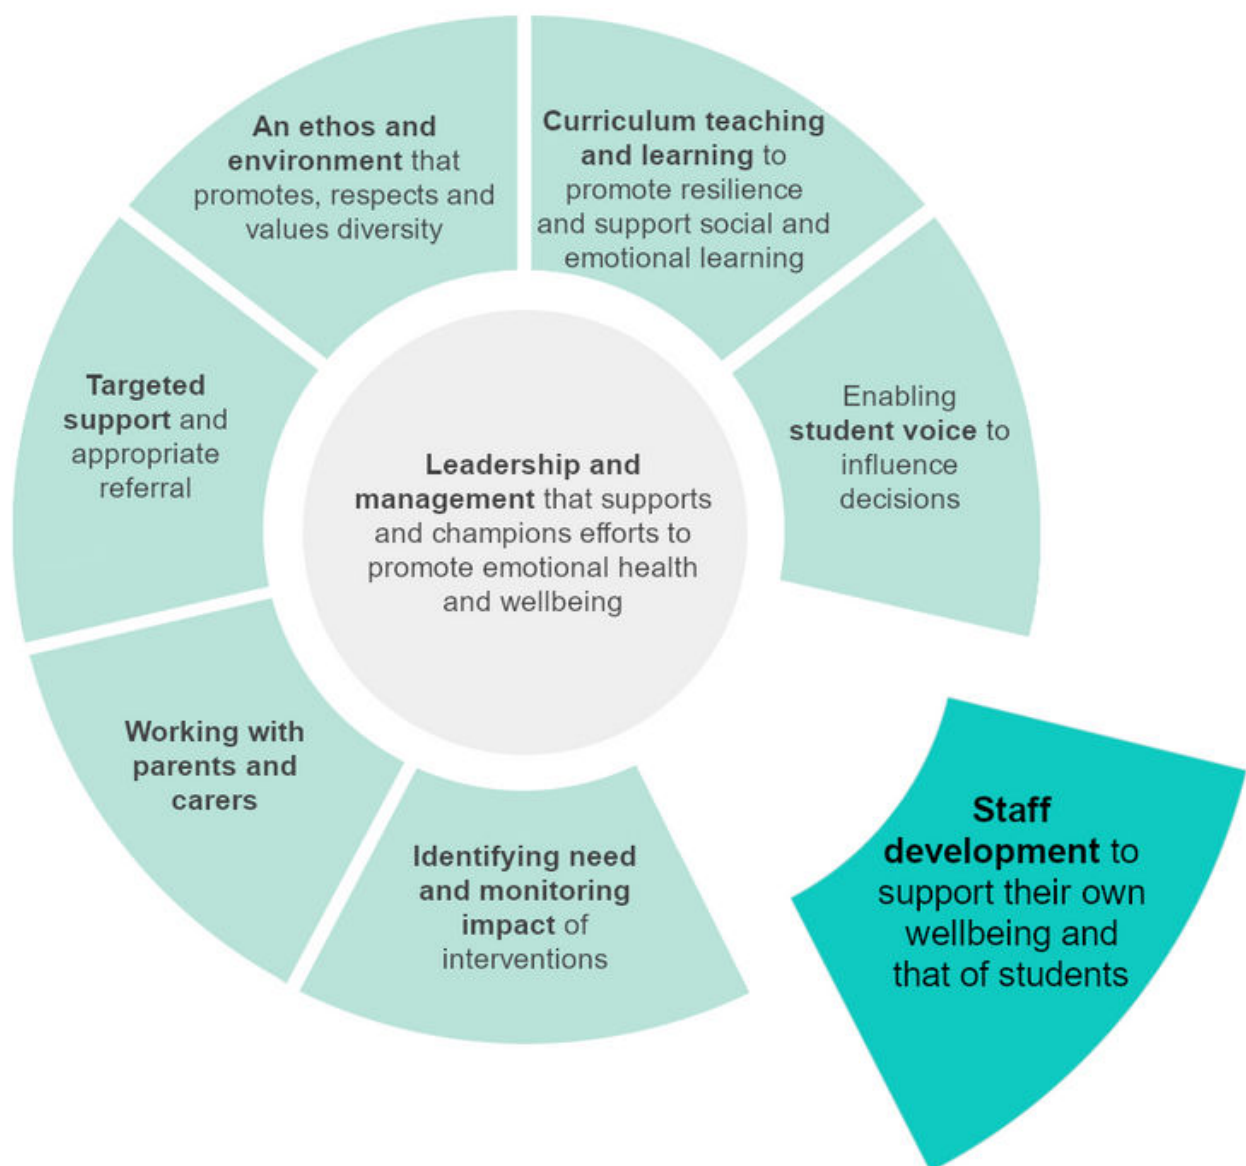 An ethos and
environment that
promotes, respects and
values diversity
Curriculum teaching
and learning to
promote resilience
and support social and
emotional learning
Enabling
student voice to
influence
decisions
Staff
development to
support their own
wellbeing and
that of students
Identifying need
and monitoring
impact of
interventions
Working with
parents and
carers
Targeted
support and
appropriate
referral
Leadership and
management that supports
and champions efforts to
promote emotional health
and wellbeing